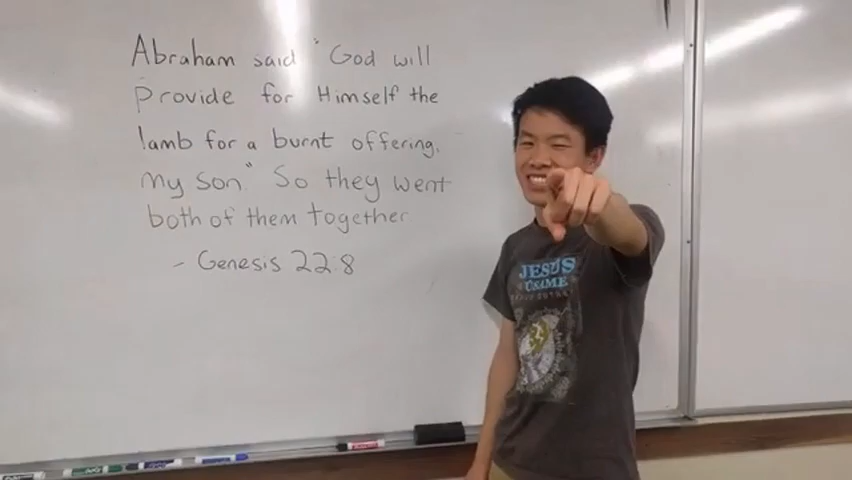 Abraham said "God will
Provide for Himself the
lamb for a burnt offering,
my son" So they went
both of them together
- Genesis 22:8
JESUS